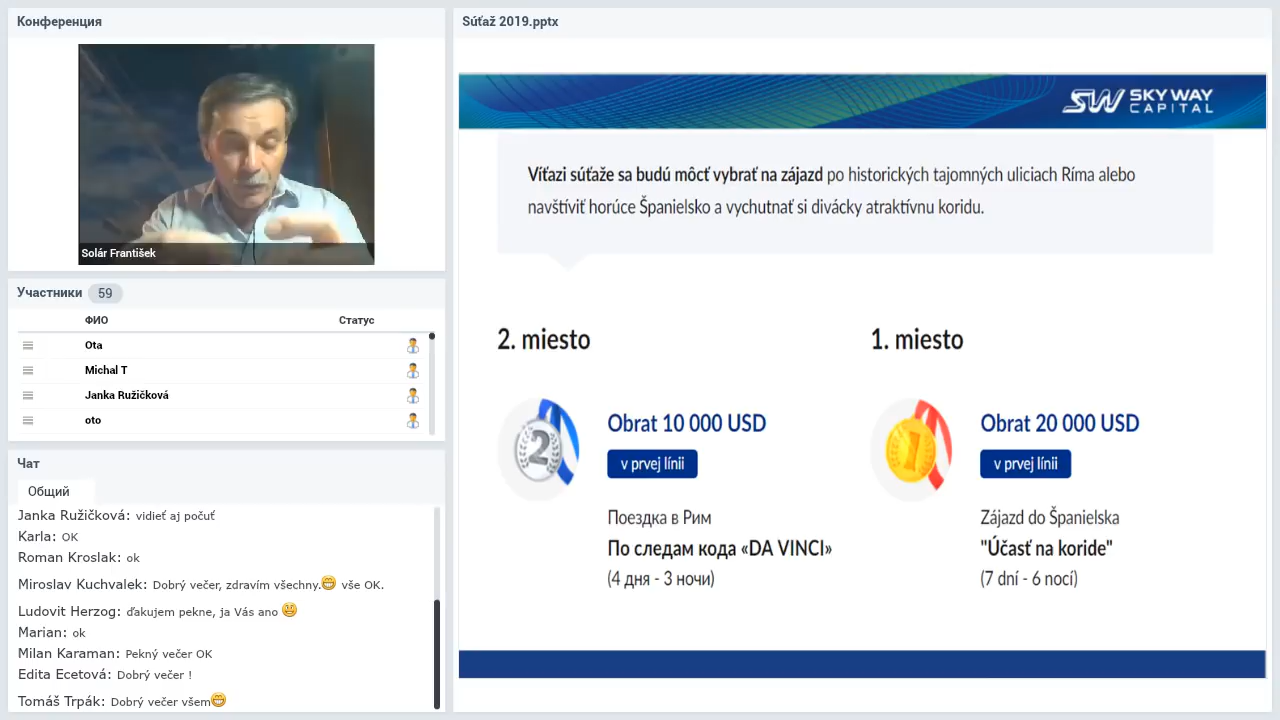 Конференция
Solár František
Участники 59
ФИО Статус
Ota
Michal T
Janka Ružičková
oto
Чат
Общий
Janka Ružičková: vidieť aj počuť
Karla: OK
Roman Kroslak: ok
Miroslav Kuchvalek: Dobrý večer, zdravím všechny.😁 vše OK.
Ludovit Herzog: ďakujem pekne, ja Vás ano 😀
Marian: ok
Milan Karaman: Pekný večer OK
Edita Ecetová: Dobrý večer !
Tomáš Trpák: Dobrý večer všem😁
Súťaž 2019.pptx
SW SKY WAY
CAPITAL
Víťazi súťaže sa budú môcť vybrať na zájazd po historických tajomných uliciach Ríma alebo
navštíviť horúce Španielsko a vychutnať si divácky atraktívnu koridu.
2. miesto
2
Obrat 10 000 USD
v prvej línii
Поездка в Рим
По следам кода «DA VINCI»
(4 дня - 3 ночи)
1. miesto
1
Obrat 20 000 USD
v prvej línii
Zájazd do Španielska
"Účasť na koride"
(7 dní - 6 nocí)